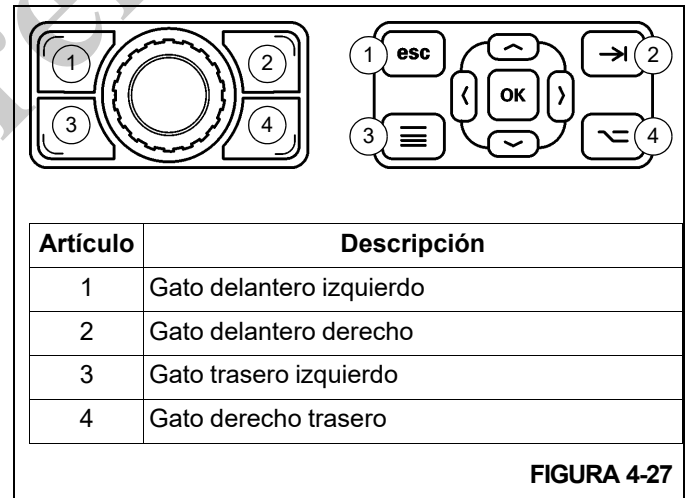 1 2 3 4
1 esc 2
OK
3 4
Artículo Descripción
1 Gato delantero izquierdo
2 Gato delantero derecho
3 Gato trasero izquierdo
4 Gato derecho trasero
FIGURA 4-27